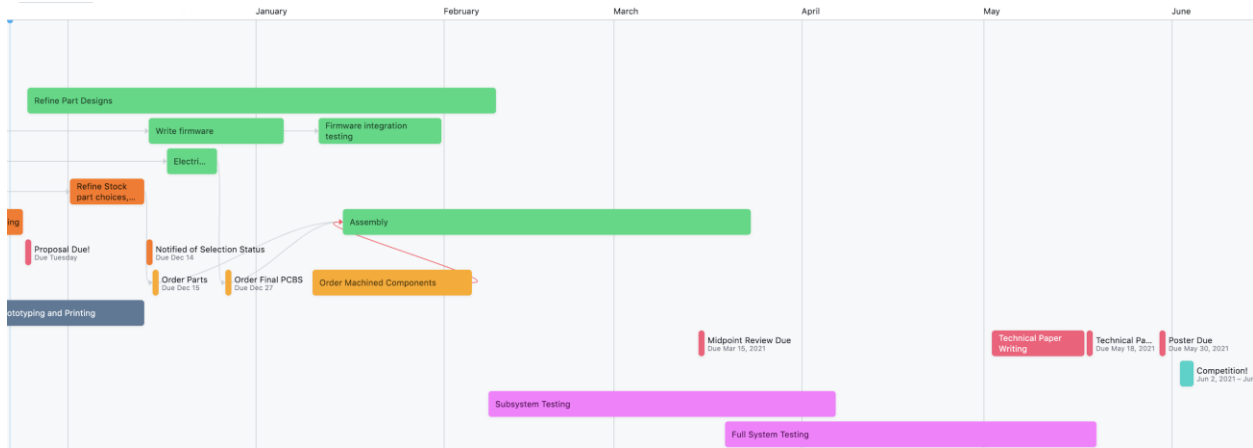 January
February
March
April
May
June
Refine Part Designs
Write firmware
Firmware integration
testing
Electri...
Refine Stock
part choices,...
ing
Assembly
Proposal Due!
Due Tuesday
Notified of Selection Status
Due Dec 14
Order Parts
Due Dec 15
Order Final PCBS
Due Dec 27
Order Machined Components
ototyping and Printing
Midpoint Review Due
Due Mar 15, 2021
Technical Paper
Writing
Technical Pa...
Due May 18, 2021
Poster Due
Due May 30, 2021
Competition!
Jun 2, 2021 – Jun
Subsystem Testing
Full System Testing